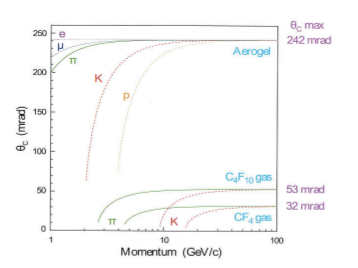 θC max
250
e
242 mrad
μ
Aerogel
π
200
K
150
p
θC (mrad)
100
C4F10 gas
50
53 mrad
32 mrad
π
K
CF4 gas
0
1
10
100
Momentum (GeV/c)